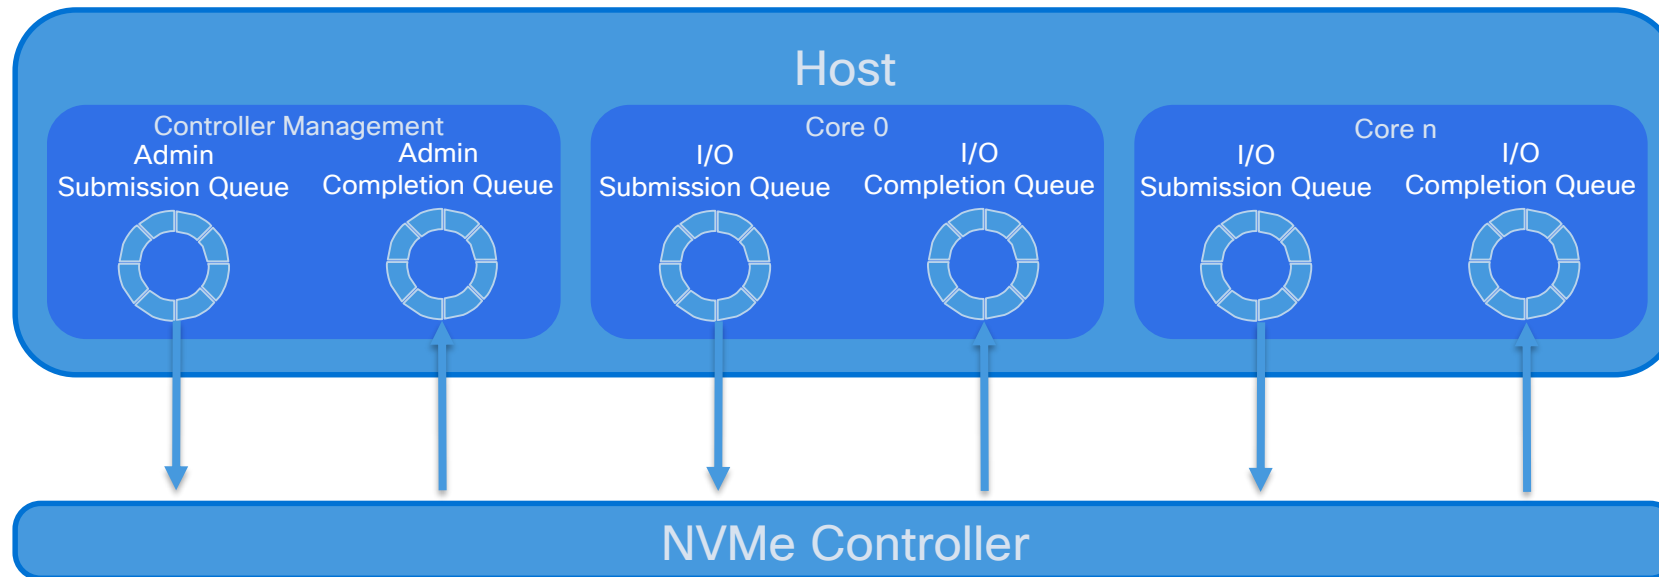 Host
Controller Management
Admin
Submission Queue
Admin
Completion Queue
Core 0
I/O
Submission Queue
I/O
Completion Queue
Core n
I/O
Submission Queue
I/O
Completion Queue
NVMe Controller